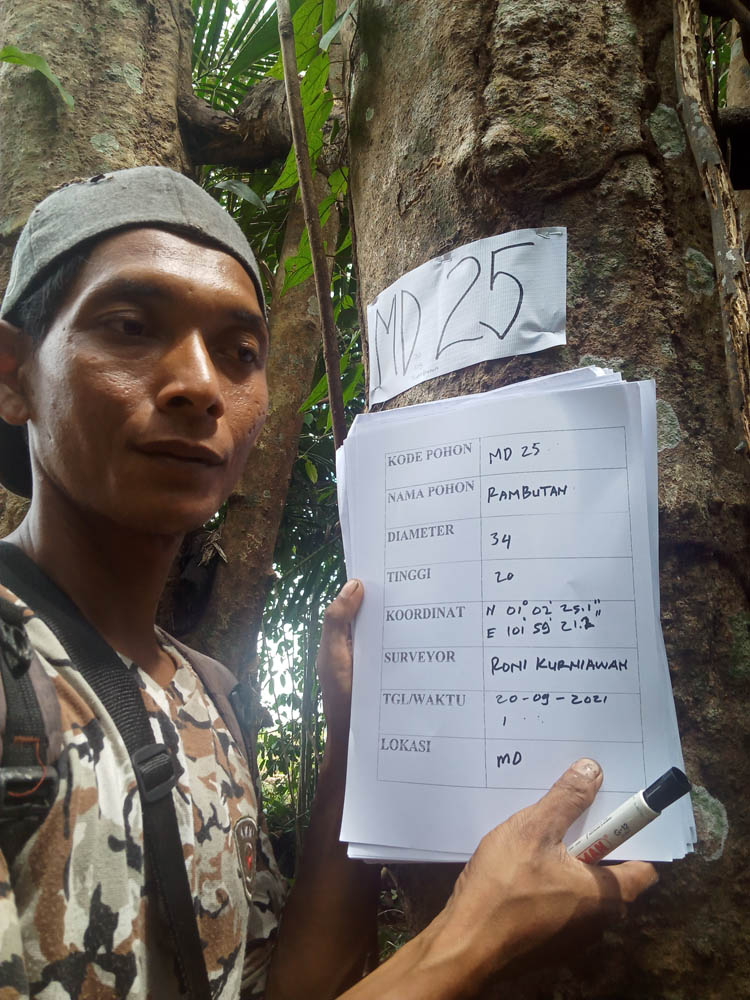 MD 25
KODE POHON MD 25
NAMA POHON RAMBUTAN
DIAMETER 34
TINGGI 20
KOORDINAT N 01° 02' 25.1"
E 101° 59' 21.2"
SURVEYOR RONI KURNIAWAN
TGL/WAKTU 20-09-2021
LOKASI MD